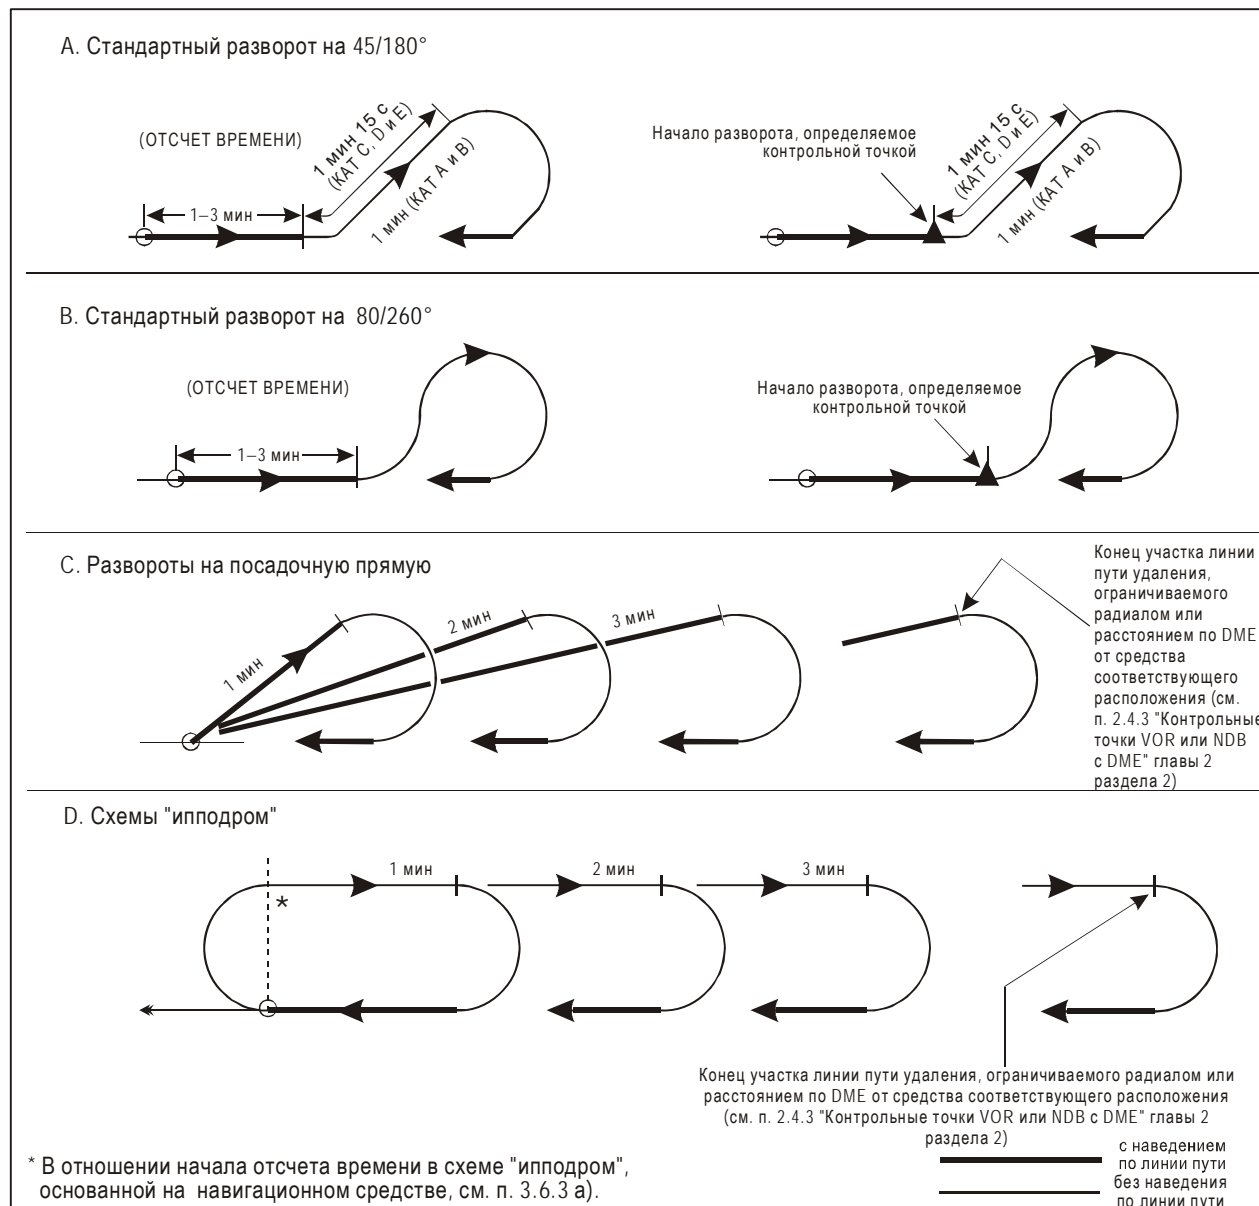 A. Стандартный разворот на 45/180°
(ОТСЧЕТ ВРЕМЕНИ)
1–3 мин
1 мин 15 с
(КАТ C, D и E)
1 мин (КАТ A и B)
Начало разворота, определяемое
контрольной точкой
1 мин 15 с
(КАТ C, D и E)
1 мин (КАТ A и B)
B. Стандартный разворот на 80/260°
(ОТСЧЕТ ВРЕМЕНИ)
1–3 мин
Начало разворота, определяемое
контрольной точкой
C. Развороты на посадочную прямую
1 мин
2 мин
3 мин
Конец участка линии
пути удаления,
ограничиваемого
радиалом или
расстоянием по DME
от средства
соответствующего
расположения (см.
п. 2.4.3 "Контрольные
точки VOR или NDB
с DME" главы 2
раздела 2)
D. Схемы "ипподром"
1 мин
2 мин
3 мин
*
Конец участка линии пути удаления, ограничиваемого радиалом или
расстоянием по DME от средства соответствующего расположения
(см. п. 2.4.3 "Контрольные точки VOR или NDB с DME" главы 2
раздела 2)
* В отношении начала отсчета времени в схеме "ипподром",
основанной на навигационном средстве, см. п. 3.6.3 а).
с наведением
по линии пути
без наведения
по линии пути